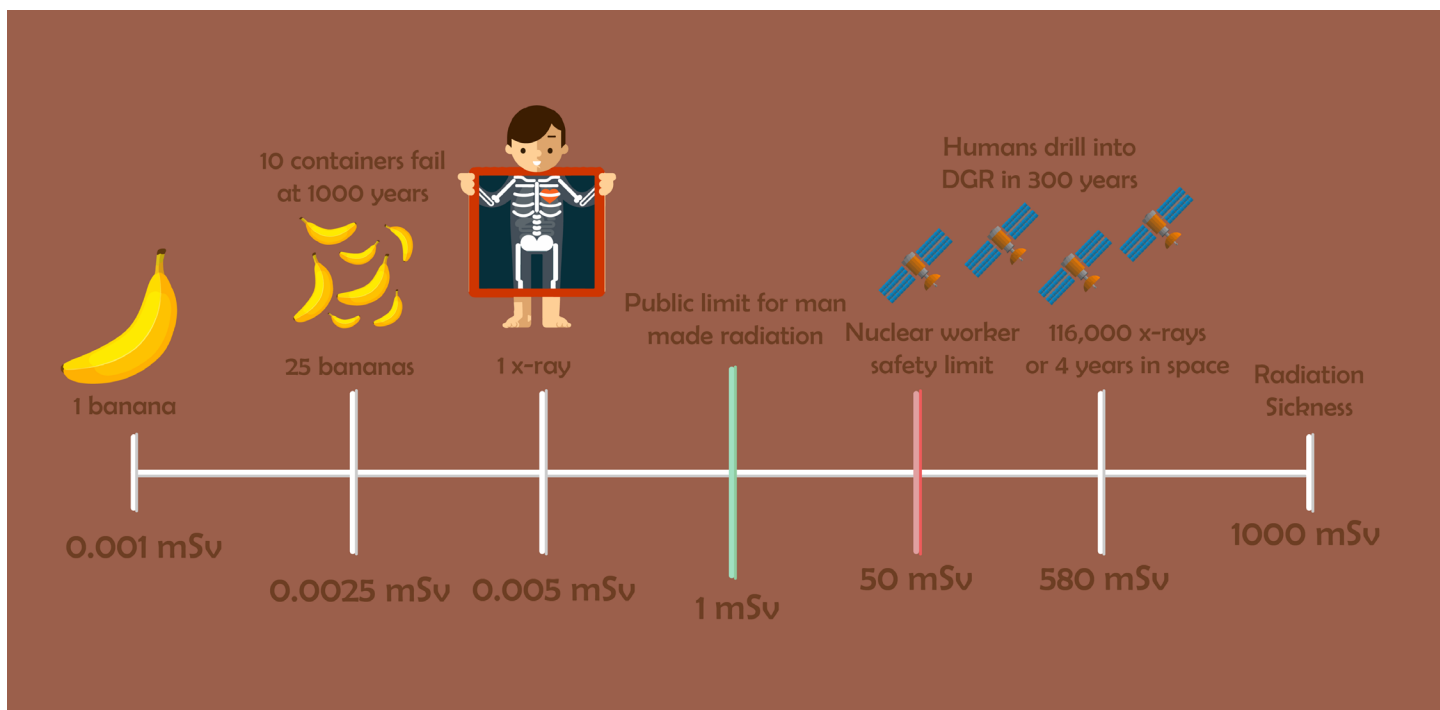 10 containers fail
at 1000 years
Humans drill into
DGR in 300 years
1 banana
25 bananas
1 x-ray
Public limit for man
made radiation
Nuclear worker
safety limit
116,000 x-rays
or 4 years in space
Radiation
Sickness
0.001 mSv
0.0025 mSv
0.005 mSv
1 mSv
50 mSv
580 mSv
1000 mSv